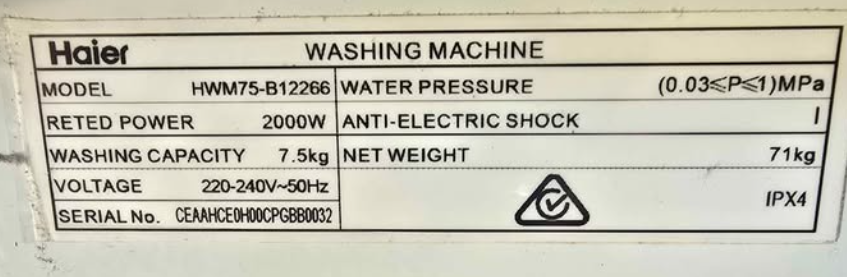 Haier WASHING MACHINE
MODEL HWM75-B12266 WATER PRESSURE (0.03≤P≤1)MPa
RETED POWER 2000W ANTI-ELECTRIC SHOCK I
WASHING CAPACITY 7.5kg NET WEIGHT 71kg
VOLTAGE 220-240V~50Hz IPX4
SERIAL No. CEAAHCE0H00CPGBB0032